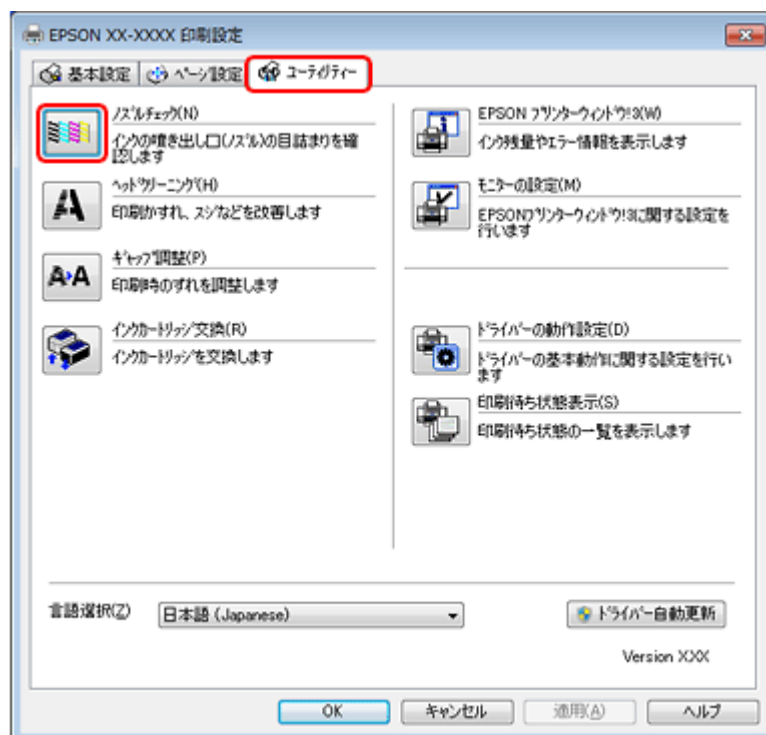 EPSON XX-XXXX 印刷設定
基本設定
ページ設定
ユーティリティー
ノズルチェック(N)
インクの噴き出し口(ノズル)の目詰まりを確
認します
ヘッドクリーニング(H)
印刷かすれ、スジなどを改善します
ギャップ調整(P)
印刷時のずれを調整します
インクカートリッジ交換(R)
インクカートリッジを交換します
EPSON プリンターウィンドウ!3(W)
インク残量やエラー情報を表示します
モニターの設定(M)
EPSONプリンターウィンドウ!3に関する設定を
行います
ドライバーの動作設定(D)
ドライバーの基本動作に関する設定を行い
ます
印刷待ち状態表示(S)
印刷待ち状態の一覧を表示します
言語選択(Z)
日本語 (Japanese)
ドライバー自動更新
Version X.XX
OK
キャンセル
適用(A)
ヘルプ